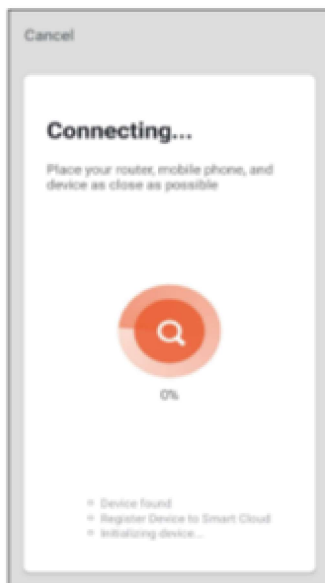 Cancel
Connecting...
Place your router, mobile phone, and
device as close as possible
0%
Device found
Register Device to Smart Cloud
Initializing device...